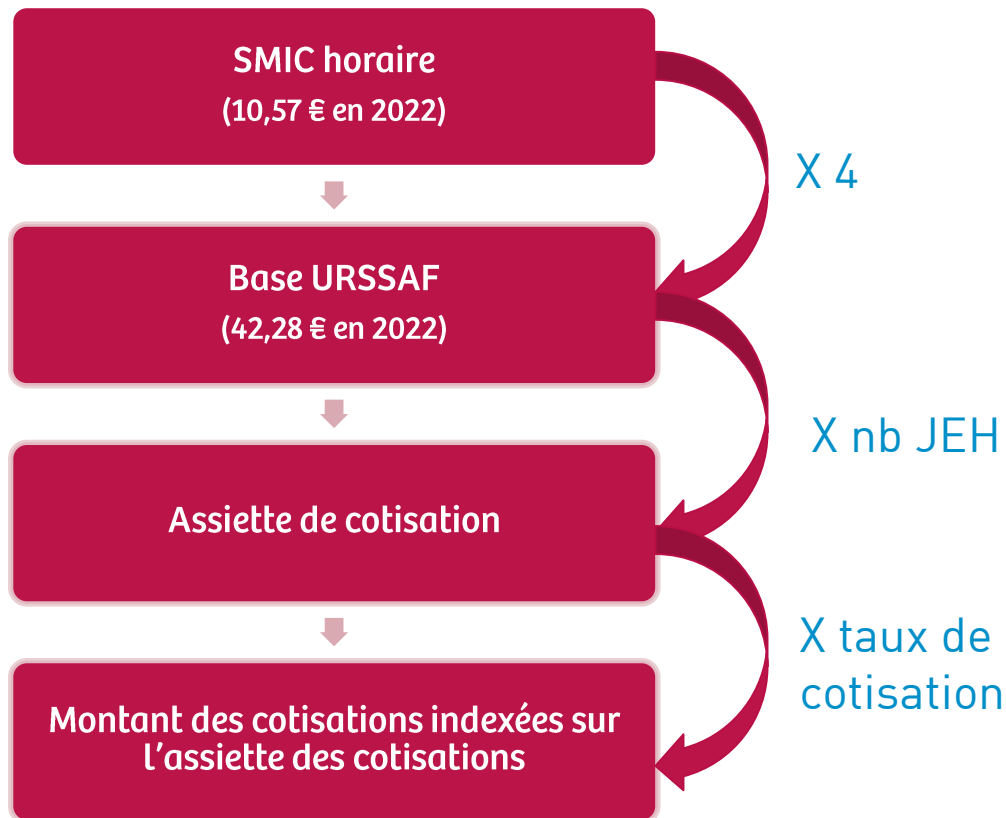 SMIC horaire
(10,57 € en 2022)
X 4
Base URSSAF
(42,28 € en 2022)
X nb JEH
Assiette de cotisation
X taux de
cotisation
Montant des cotisations indexées sur
l'assiette des cotisations